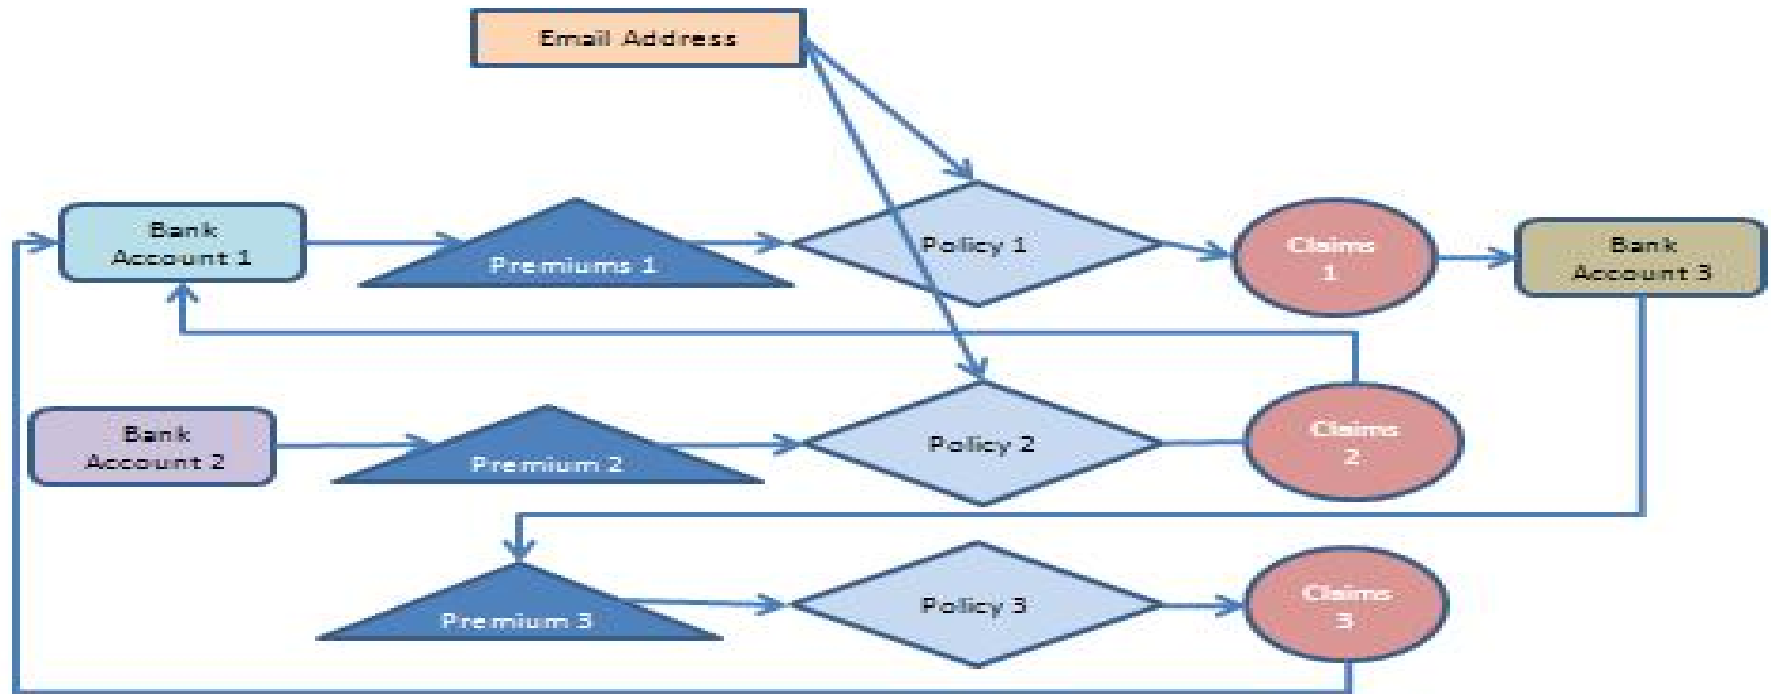 Email Address
Bank
Account 1
Premiums 1
Policy 1
Claims
1
Bank
Account 3
Bank
Account 2
Premium 2
Policy 2
Claims
2
Premium 3
Policy 3
Claims
3